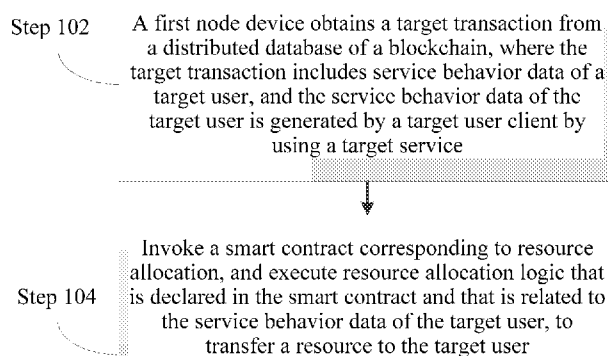 Step 102
A first node device obtains a target transaction from
a distributed database of a blockchain, where the
target transaction includes service behavior data of a
target user, and the service behavior data of the
target user is generated by a target user client by
using a target service
Invoke a smart contract corresponding to resource
allocation, and execute resource allocation logic that
Step 104
is declared in the smart contract and that is related to
the service behavior data of the target user, to
transfer a resource to the target user